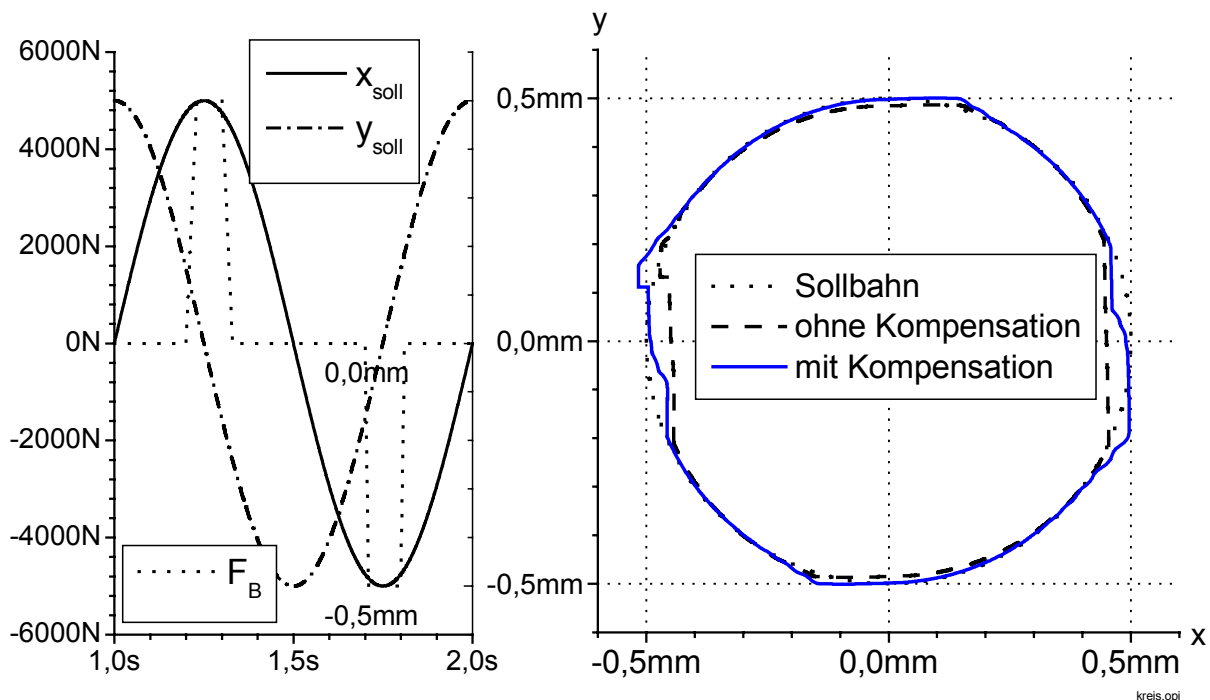 6000N
4000N
2000N
0N
-2000N
-4000N
-6000N
1,0s
1,5s
2,0s
x soll
y soll
F B
0,0mm
-0,5mm
y
0,5mm
0,0mm
-0,5mm
Sollbahn
ohne Kompensation
mit Kompensation
x
-0,5mm
0,0mm
0,5mm
kreis.opj